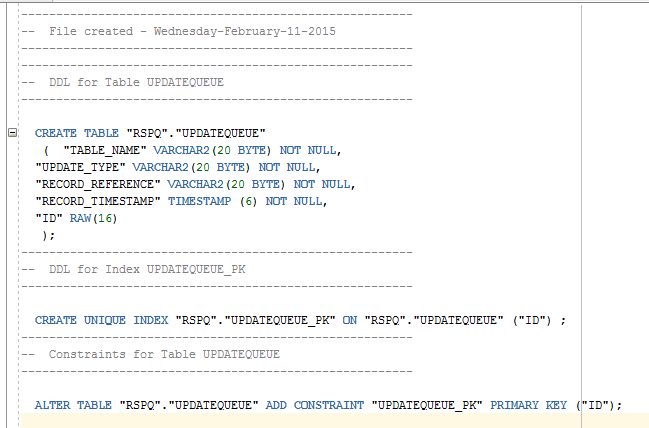 --------------------------------------------------------
--  File created - Wednesday-February-11-2015
--------------------------------------------------------
--------------------------------------------------------
--  DDL for Table UPDATEQUEUE
--------------------------------------------------------
CREATE TABLE "RSPQ"."UPDATEQUEUE"
( "TABLE_NAME" VARCHAR2(20 BYTE) NOT NULL,
"UPDATE_TYPE" VARCHAR2(20 BYTE) NOT NULL,
"RECORD_REFERENCE" VARCHAR2(20 BYTE) NOT NULL,
"RECORD_TIMESTAMP" TIMESTAMP (6) NOT NULL,
"ID" RAW(16)
);
--------------------------------------------------------
--  DDL for Index UPDATEQUEUE_PK
--------------------------------------------------------
CREATE UNIQUE INDEX "RSPQ"."UPDATEQUEUE_PK" ON "RSPQ"."UPDATEQUEUE" ("ID") ;
--------------------------------------------------------
--  Constraints for Table UPDATEQUEUE
--------------------------------------------------------
ALTER TABLE "RSPQ"."UPDATEQUEUE" ADD CONSTRAINT "UPDATEQUEUE_PK" PRIMARY KEY ("ID");